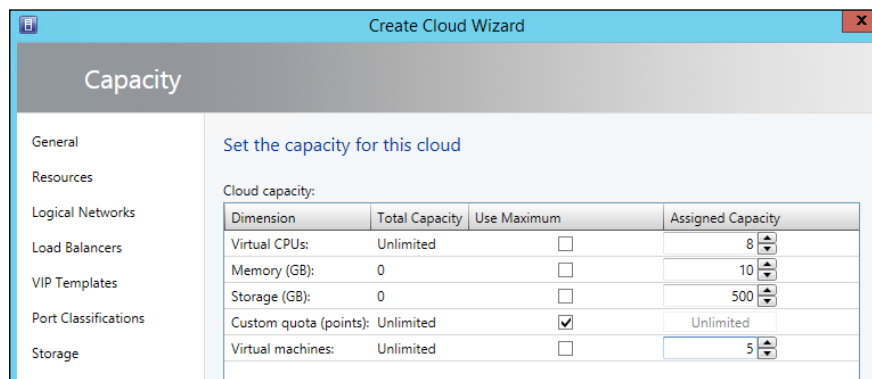 Create Cloud Wizard
x
Capacity
General
Resources
Logical Networks
Load Balancers
VIP Templates
Port Classifications
Storage
Set the capacity for this cloud
Cloud capacity:
Dimension Total Capacity Use Maximum Assigned Capacity
Virtual CPUs: Unlimited 8
Memory (GB): 0 10
Storage (GB): 0 500
Custom quota (points): Unlimited Unlimited
Virtual machines: Unlimited 5